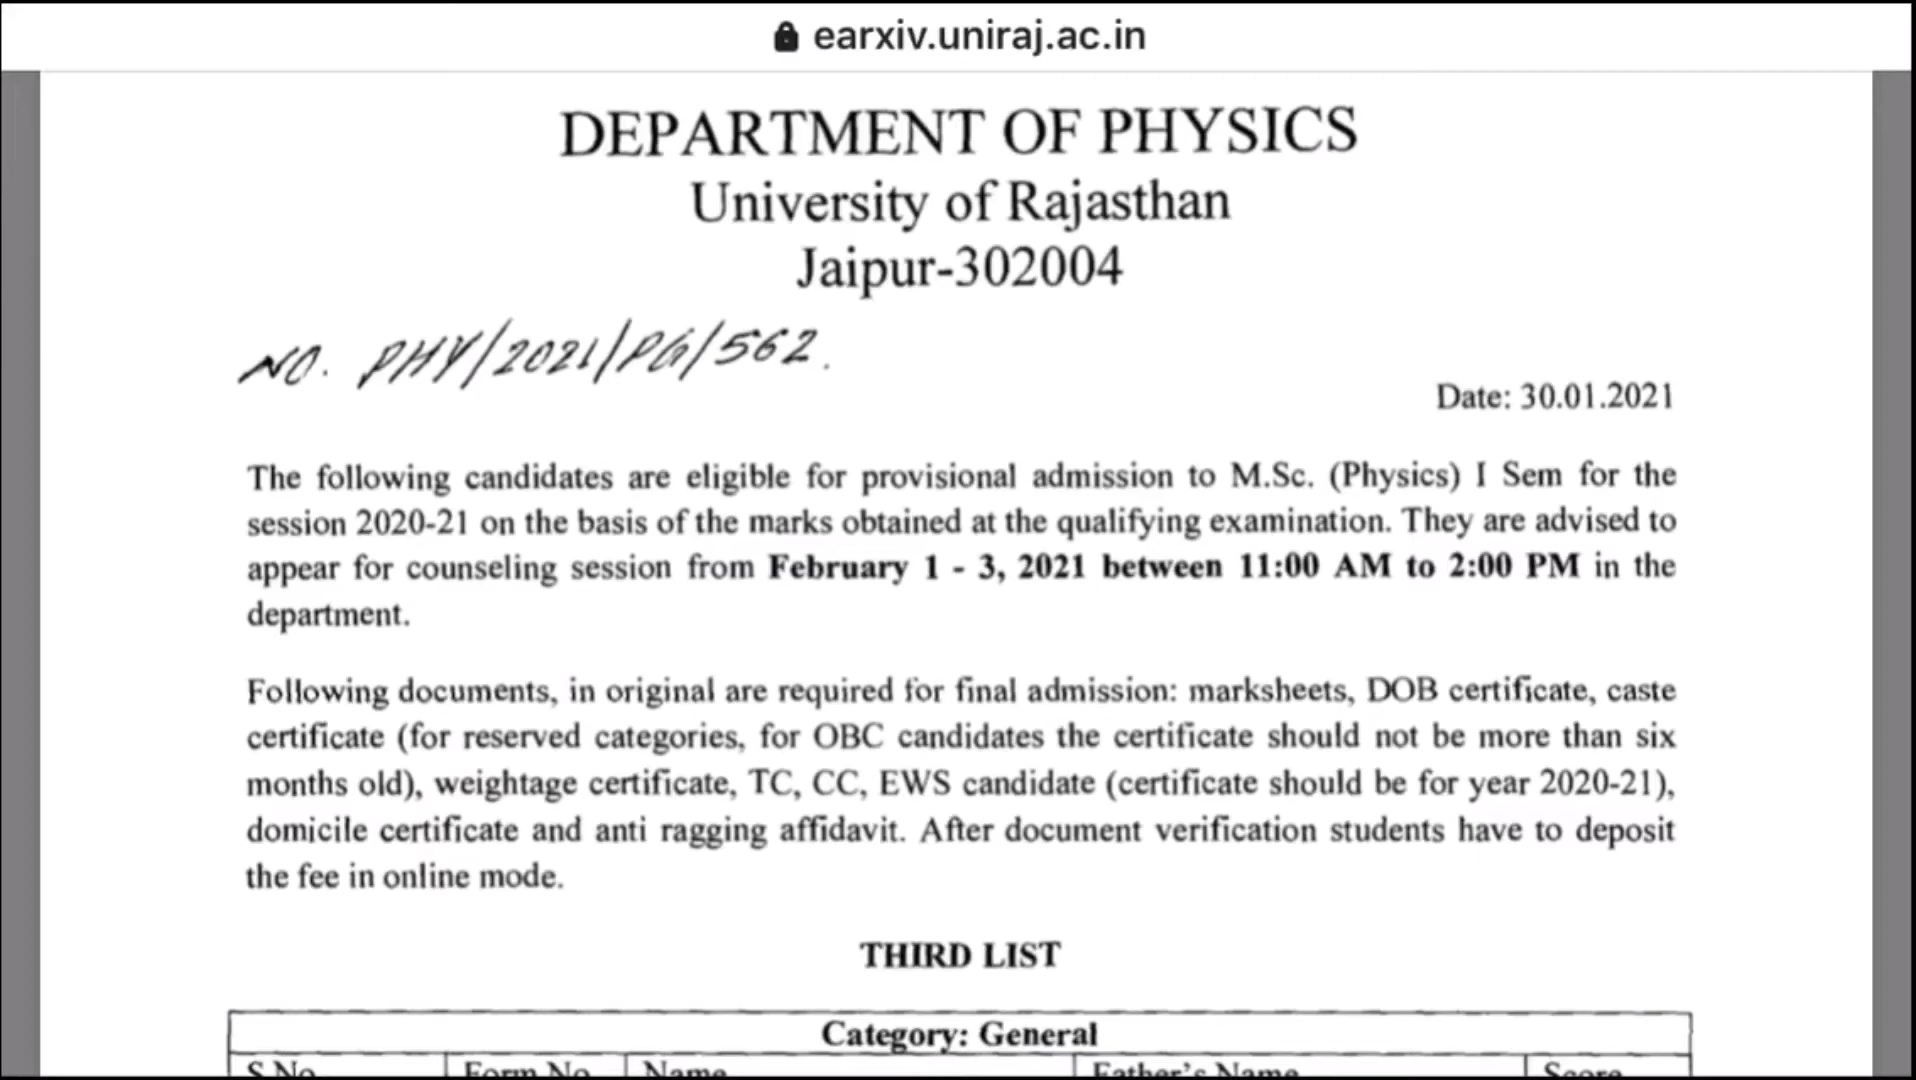 earxiv.uniraj.ac.in
DEPARTMENT OF PHYSICS
University of Rajasthan
Jaipur-302004
NO. PHY/2021/PG/562.
Date: 30.01.2021
The following candidates are eligible for provisional admission to M.Sc. (Physics) I Sem for the
session 2020-21 on the basis of the marks obtained at the qualifying examination. They are advised to
appear for counseling session from February 1 - 3, 2021 between 11:00 AM to 2:00 PM in the
department.
Following documents, in original are required for final admission: marksheets, DOB certificate, caste
certificate (for reserved categories, for OBC candidates the certificate should not be more than six
months old), weightage certificate, TC, CC, EWS candidate (certificate should be for year 2020-21),
domicile certificate and anti ragging affidavit. After document verification students have to deposit
the fee in online mode.
THIRD LIST
Category: General
S.No. Form No. Name Father's Name Score